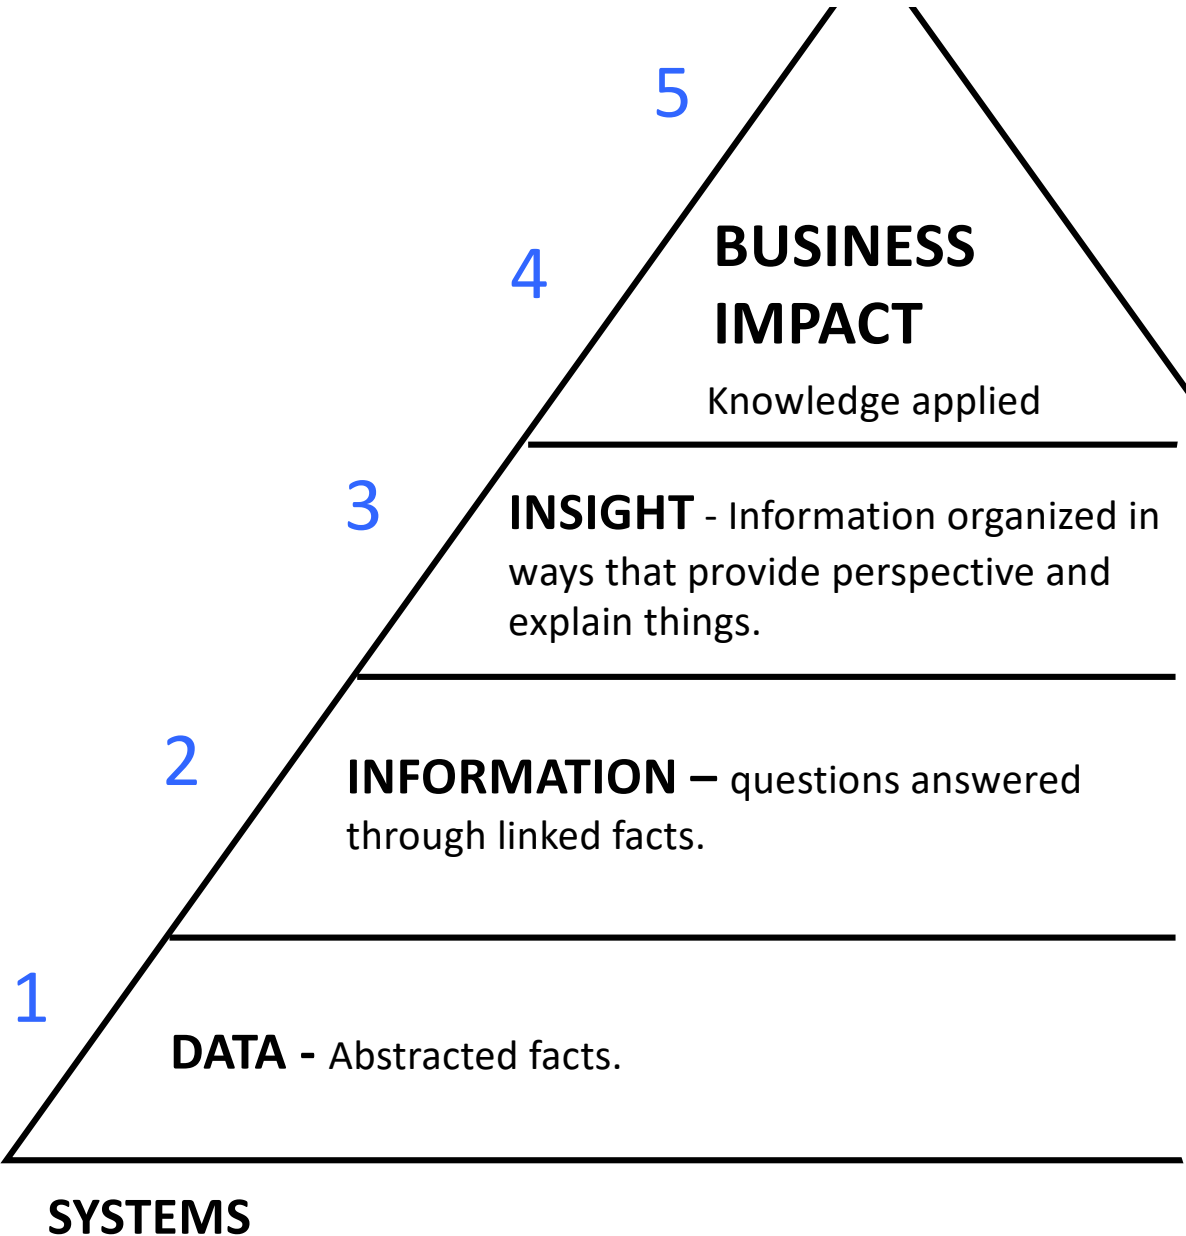 5
4
BUSINESS
IMPACT
Knowledge applied
3
INSIGHT - Information organized in
ways that provide perspective and
explain things.
2
INFORMATION – questions answered
through linked facts.
1
DATA - Abstracted facts.
SYSTEMS